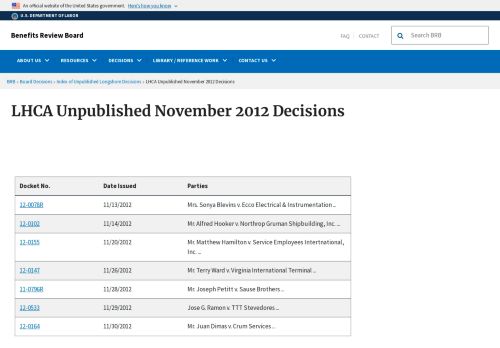 An official website of the United States government. Here's how you know
U.S. DEPARTMENT OF LABOR
Benefits Review Board
FAQ CONTACT
Search BRB
ABOUT US RESOURCES DECISIONS LIBRARY / REFERENCE WORK CONTACT US
BRB › Board Decisions › Index of Unpublished Longshore Decisions › LHCA Unpublished November 2012 Decisions
LHCA Unpublished November 2012 Decisions
Docket No. Date Issued Parties
12-0078R 11/13/2012 Mrs. Sonya Blevins v. Ecco Electrical & Instrumentation ...
12-0102 11/14/2012 Mr. Alfred Hooker v. Northrop Gruman Shipbuilding, Inc. ...
12-0155 11/20/2012 Mr. Matthew Hamilton v. Service Employees Intertnational,
Inc. ...
12-0147 11/26/2012 Mr. Terry Ward v. Virginia International Terminal ...
11-0796R 11/28/2012 Mr. Joseph Petitt v. Sause Brothers ...
12-0533 11/29/2012 Jose G. Ramon v. TTT Stevedores ...
12-0164 11/30/2012 Mr. Juan Dimas v. Crum Services ...